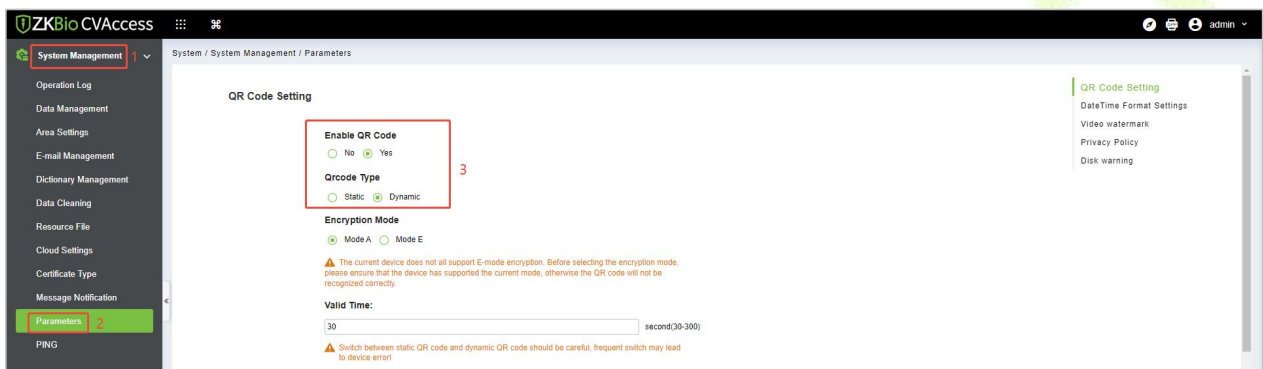 ZKBio CVAccess
admin
System Management 1
System / System Management / Parameters
Operation Log
Data Management
Area Settings
E-mail Management
Dictionary Management
Data Cleaning
Resource File
Cloud Settings
Certificate Type
Message Notification
Parameters 2
PING
QR Code Setting
Enable QR Code
No Yes
3
Qrcode Type
Static Dynamic
Encryption Mode
Mode A Mode E
The current device does not all support E-mode encryption. Before selecting the encryption mode,
please ensure that the device has supported the current mode, otherwise the QR code will not be
recognized correctly.
Valid Time:
30 second(30-300)
Switch between static QR code and dynamic QR code should be careful, frequent switch may lead
to device error!
QR Code Setting
DateTime Format Settings
Video watermark
Privacy Policy
Disk warning